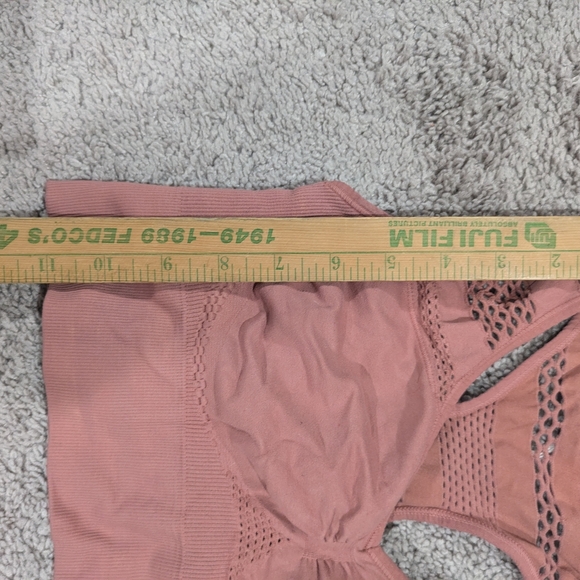 4 FEDCO'S 1949-1989
FUJIFILM
ABSOLUTELY BRILLIANT PICTURES
11 10 9 8 7 6 5 4 3 2